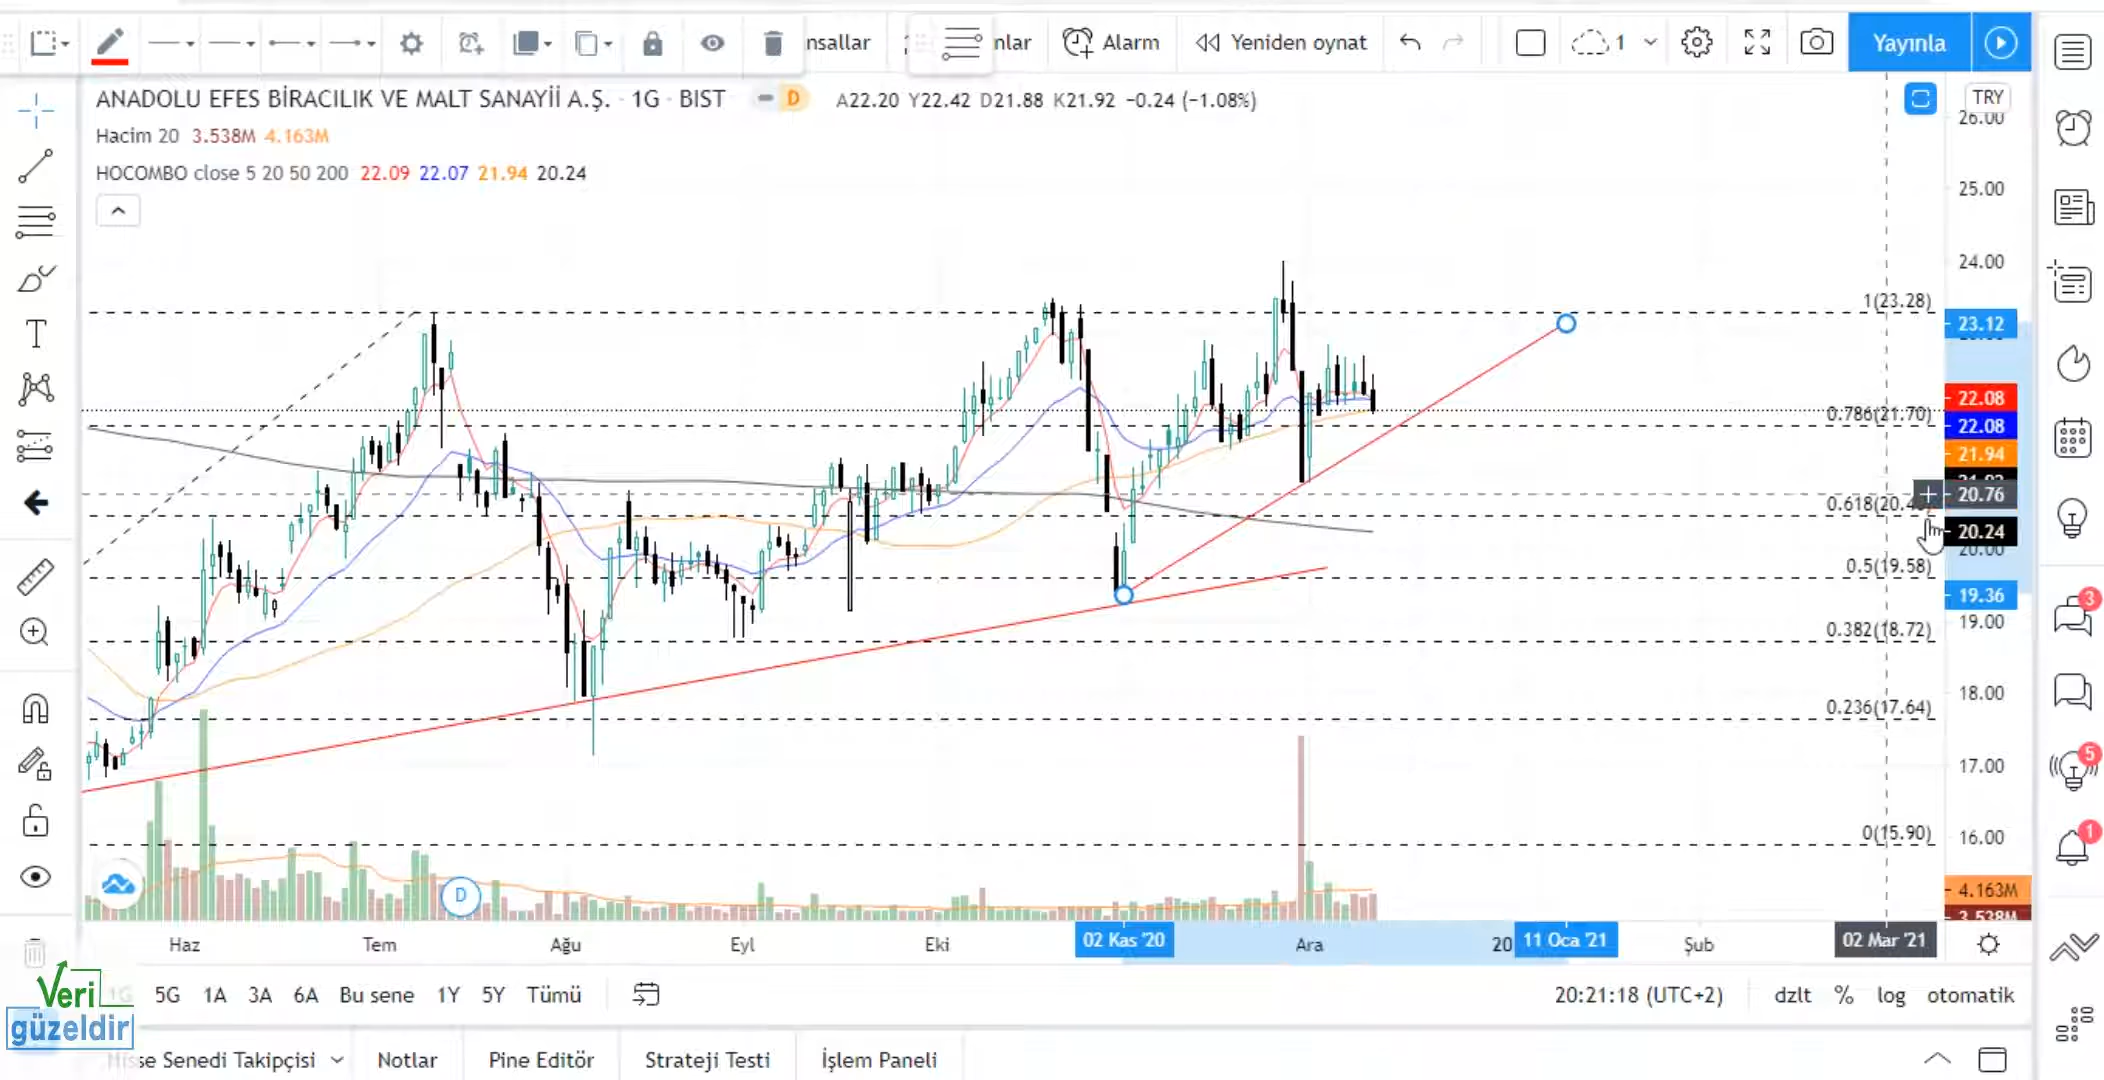 nsallar
nlar
Alarm
Yeniden oynat
1
Yayınla
ANADOLU EFES BİRACILIK VE MALT SANAYİİ A.Ş. · 1G · BIST
D
A22.20 Y22.42 D21.88 K21.92 −0.24 (−1.08%)
TRY
Hacim 20 3.538M 4.163M
HOCOMBO close 5 20 50 200 22.09 22.07 21.94 20.24
26.00
25.00
24.00
1(23.28)
23.12
22.08
0.786(21.70)
22.08
21.94
20.76
20.24
20.00
0.5(19.58)
19.36
19.00
0.382(18.72)
18.00
0.236(17.64)
17.00
16.00
0(15.90)
4.163M
3.538M
3
5
1
D
Haz
Tem
Ağu
Eyl
Eki
02 Kas '20
Ara
20
11 Oca '21
Şub
02 Mar '21
Veri
güzeldir
1G
5G
1A
3A
6A
Bu sene
1Y
5Y
Tümü
20:21:18 (UTC+2)
dzlt
%
log
otomatik
Hisse Senedi Takipçisi
Notlar
Pine Editör
Strateji Testi
İşlem Paneli